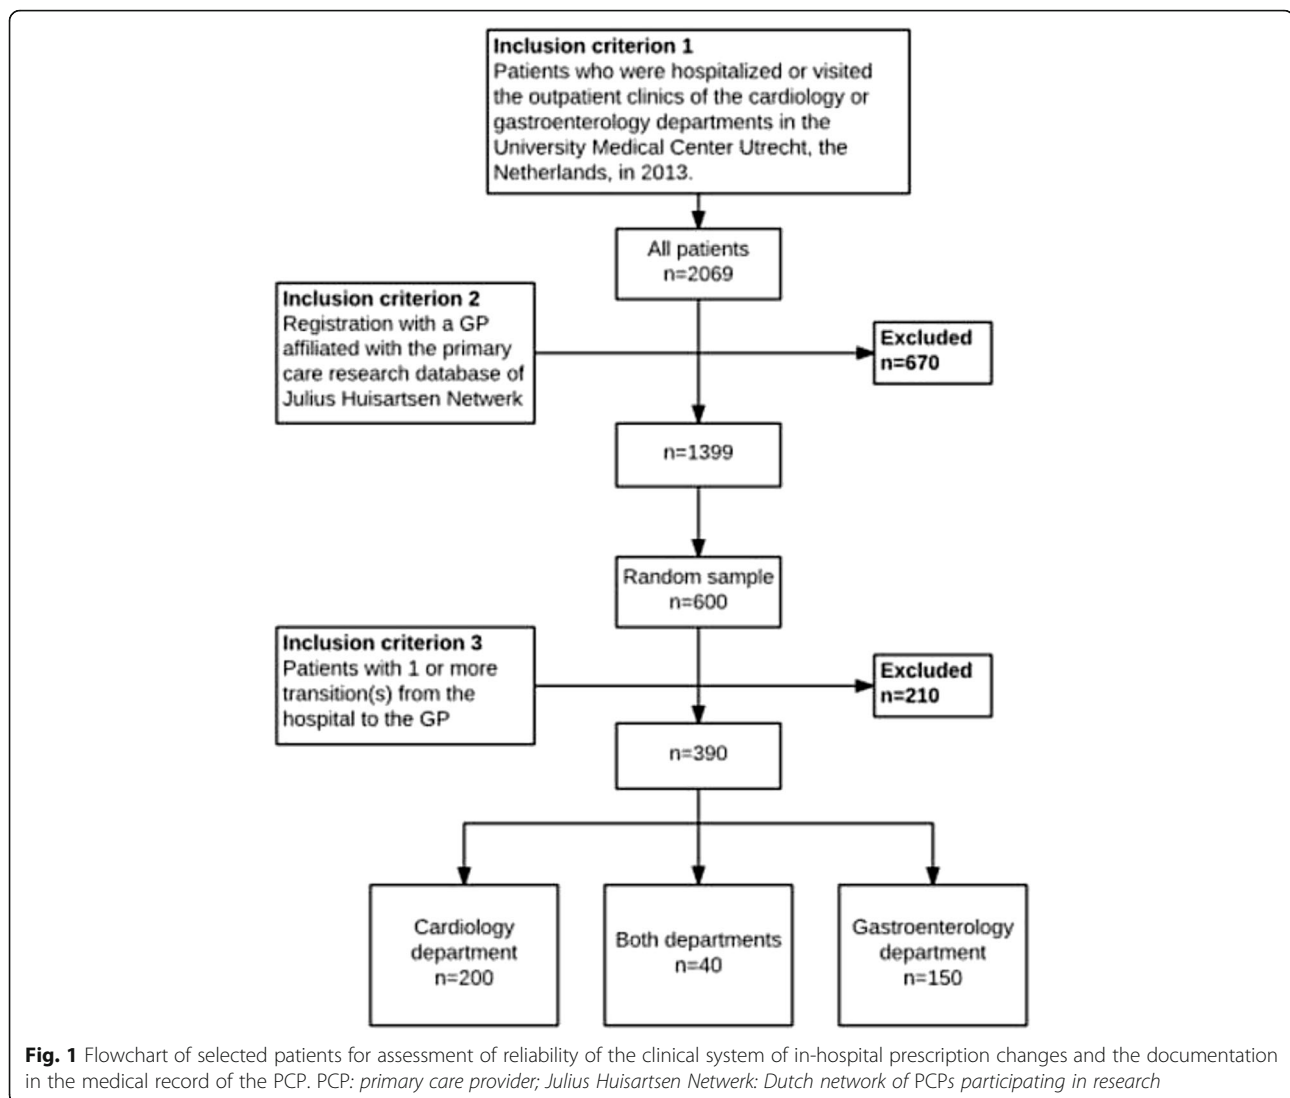 Inclusion criterion 1
Patients who were hospitalized or visited
the outpatient clinics of the cardiology or
gastroenterology departments in the
University Medical Center Utrecht, the
Netherlands, in 2013.
All patients
n=2069
Inclusion criterion 2
Registration with a GP
affiliated with the primary
care research database of
Julius Huisartsen Netwerk
Excluded
n=670
n=1399
Random sample
n=600
Inclusion criterion 3
Patients with 1 or more
transition(s) from the
hospital to the GP
Excluded
n=210
n=390
Cardiology
department
n=200
Both departments
n=40
Gastroenterology
department
n=150
Fig. 1 Flowchart of selected patients for assessment of reliability of the clinical system of in-hospital prescription changes and the documentation
in the medical record of the PCP. PCP: primary care provider; Julius Huisartsen Netwerk: Dutch network of PCPs participating in research